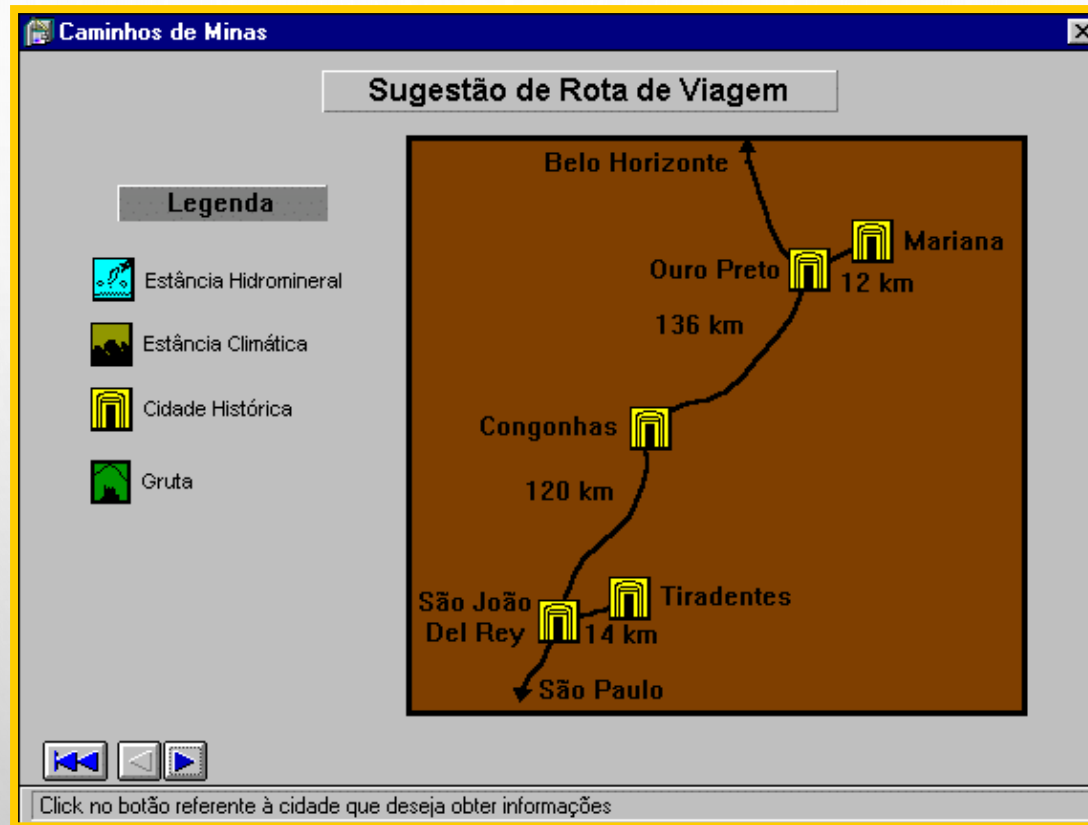 Caminhos de Minas
Sugestão de Rota de Viagem
Legenda
Estância Hidromineral
Estância Climática
Cidade Histórica
Gruta
Belo Horizonte
Mariana
Ouro Preto
12 km
136 km
Congonhas
120 km
São João
Del Rey
Tiradentes
14 km
São Paulo
Click no botão referente à cidade que deseja obter informações